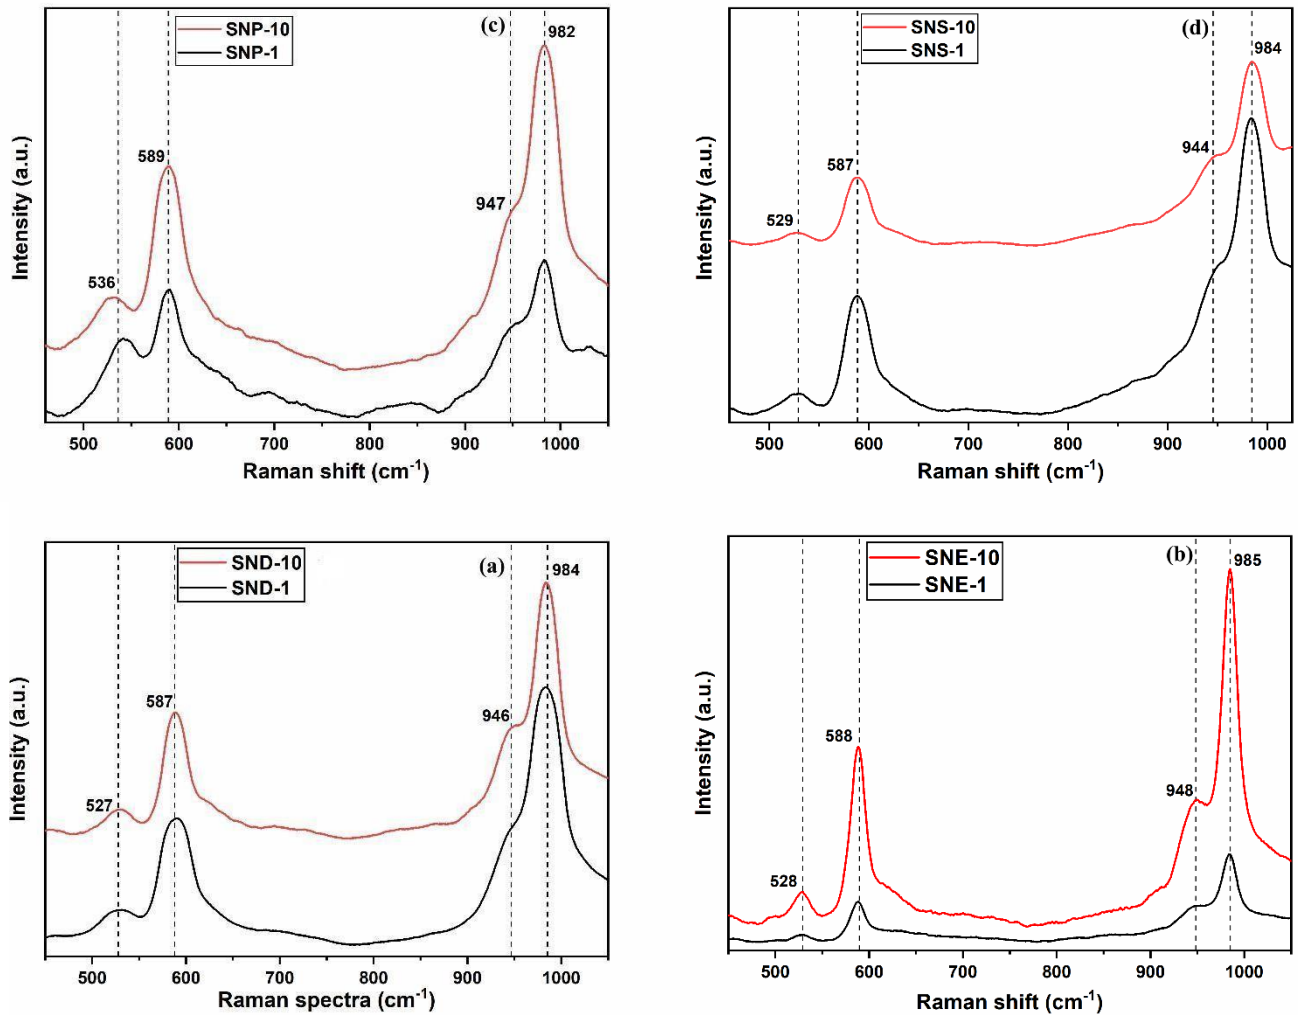 SNP-10
SNP-1
(c)
982
589
947
536
Intensity (a.u.)
500 600 700 800 900 1000
Raman shift (cm⁻¹)
SNS-10
SNS-1
(d)
984
587
944
529
Intensity (a.u.)
500 600 700 800 900 1000
Raman shift (cm⁻¹)
SND-10
SND-1
(a)
984
587
946
527
Intensity (a.u.)
500 600 700 800 900 1000
Raman spectra (cm⁻¹)
SNE-10
SNE-1
(b)
985
588
948
528
Intensity (a.u.)
500 600 700 800 900 1000
Raman shift (cm⁻¹)